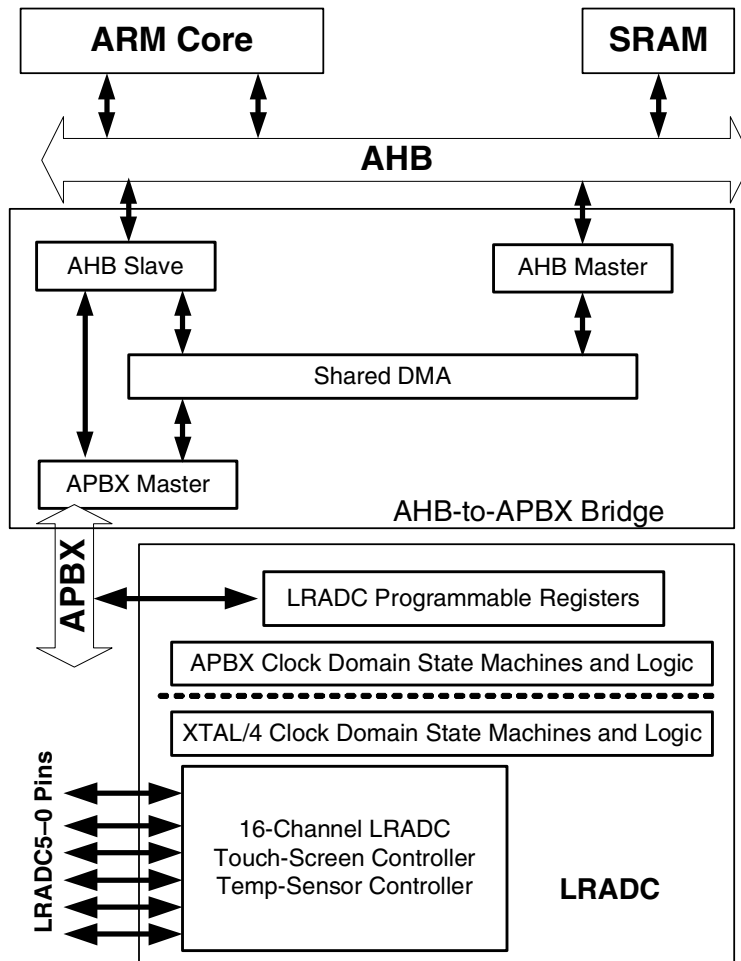 ARM Core
SRAM
AHB
AHB Slave
AHB Master
Shared DMA
APBX Master
AHB-to-APBX Bridge
APBX
LRADC Programmable Registers
APBX Clock Domain State Machines and Logic
XTAL/4 Clock Domain State Machines and Logic
LRADC5–0 Pins
16-Channel LRADC
Touch-Screen Controller
Temp-Sensor Controller
LRADC